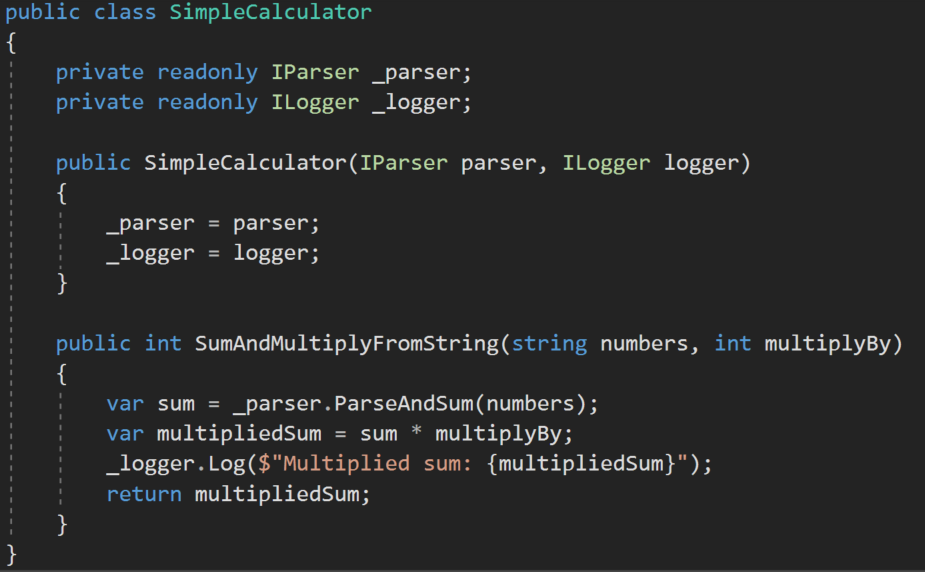 public class SimpleCalculator
{
    private readonly IParser _parser;
    private readonly ILogger _logger;

    public SimpleCalculator(IParser parser, ILogger logger)
    {
        _parser = parser;
        _logger = logger;
    }

    public int SumAndMultiplyFromString(string numbers, int multiplyBy)
    {
        var sum = _parser.ParseAndSum(numbers);
        var multipliedSum = sum * multiplyBy;
        _logger.Log($"Multiplied sum: {multipliedSum}");
        return multipliedSum;
    }
}